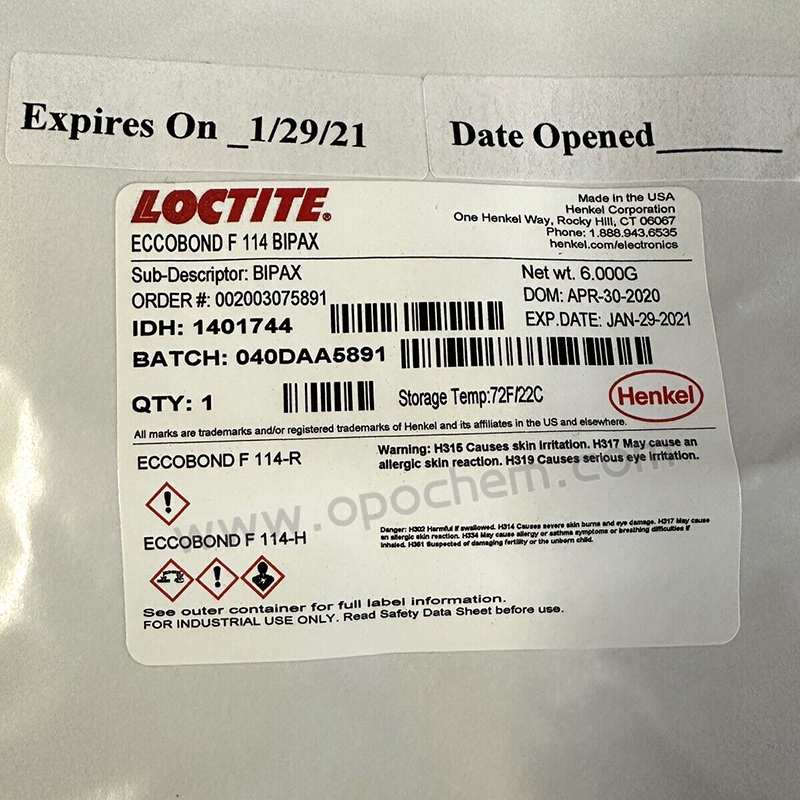 Expires On _1/29/21
Date Opened_______
LOCTITE®
ECCOBOND F 114 BIPAX
Made in the USA
Henkel Corporation
One Henkel Way, Rocky Hill, CT 06067
Phone: 1.888.943.6535
henkel.com/electronics
Sub-Descriptor: BIPAX
Net wt. 6.000G
ORDER #: 002003075891
DOM: APR-30-2020
IDH: 1401744
EXP.DATE: JAN-29-2021
BATCH: 040DAA5891
QTY: 1
Storage Temp:72F/22C
Henkel
All marks are trademarks and/or registered trademarks of Henkel and its affiliates in the US and elsewhere.
ECCOBOND F 114-R
Warning: H315 Causes skin irritation. H317 May cause an
allergic skin reaction. H319 Causes serious eye irritation.
www.opochem.com
ECCOBOND F 114-H
Danger: H302 Harmful if swallowed. H314 Causes severe skin burns and eye damage. H317 May cause
an allergic skin reaction. H334 May cause allergy or asthma symptoms or breathing difficulties if
inhaled. H361 Suspected of damaging fertility or the unborn child.
See outer container for full label information.
FOR INDUSTRIAL USE ONLY. Read Safety Data Sheet before use.